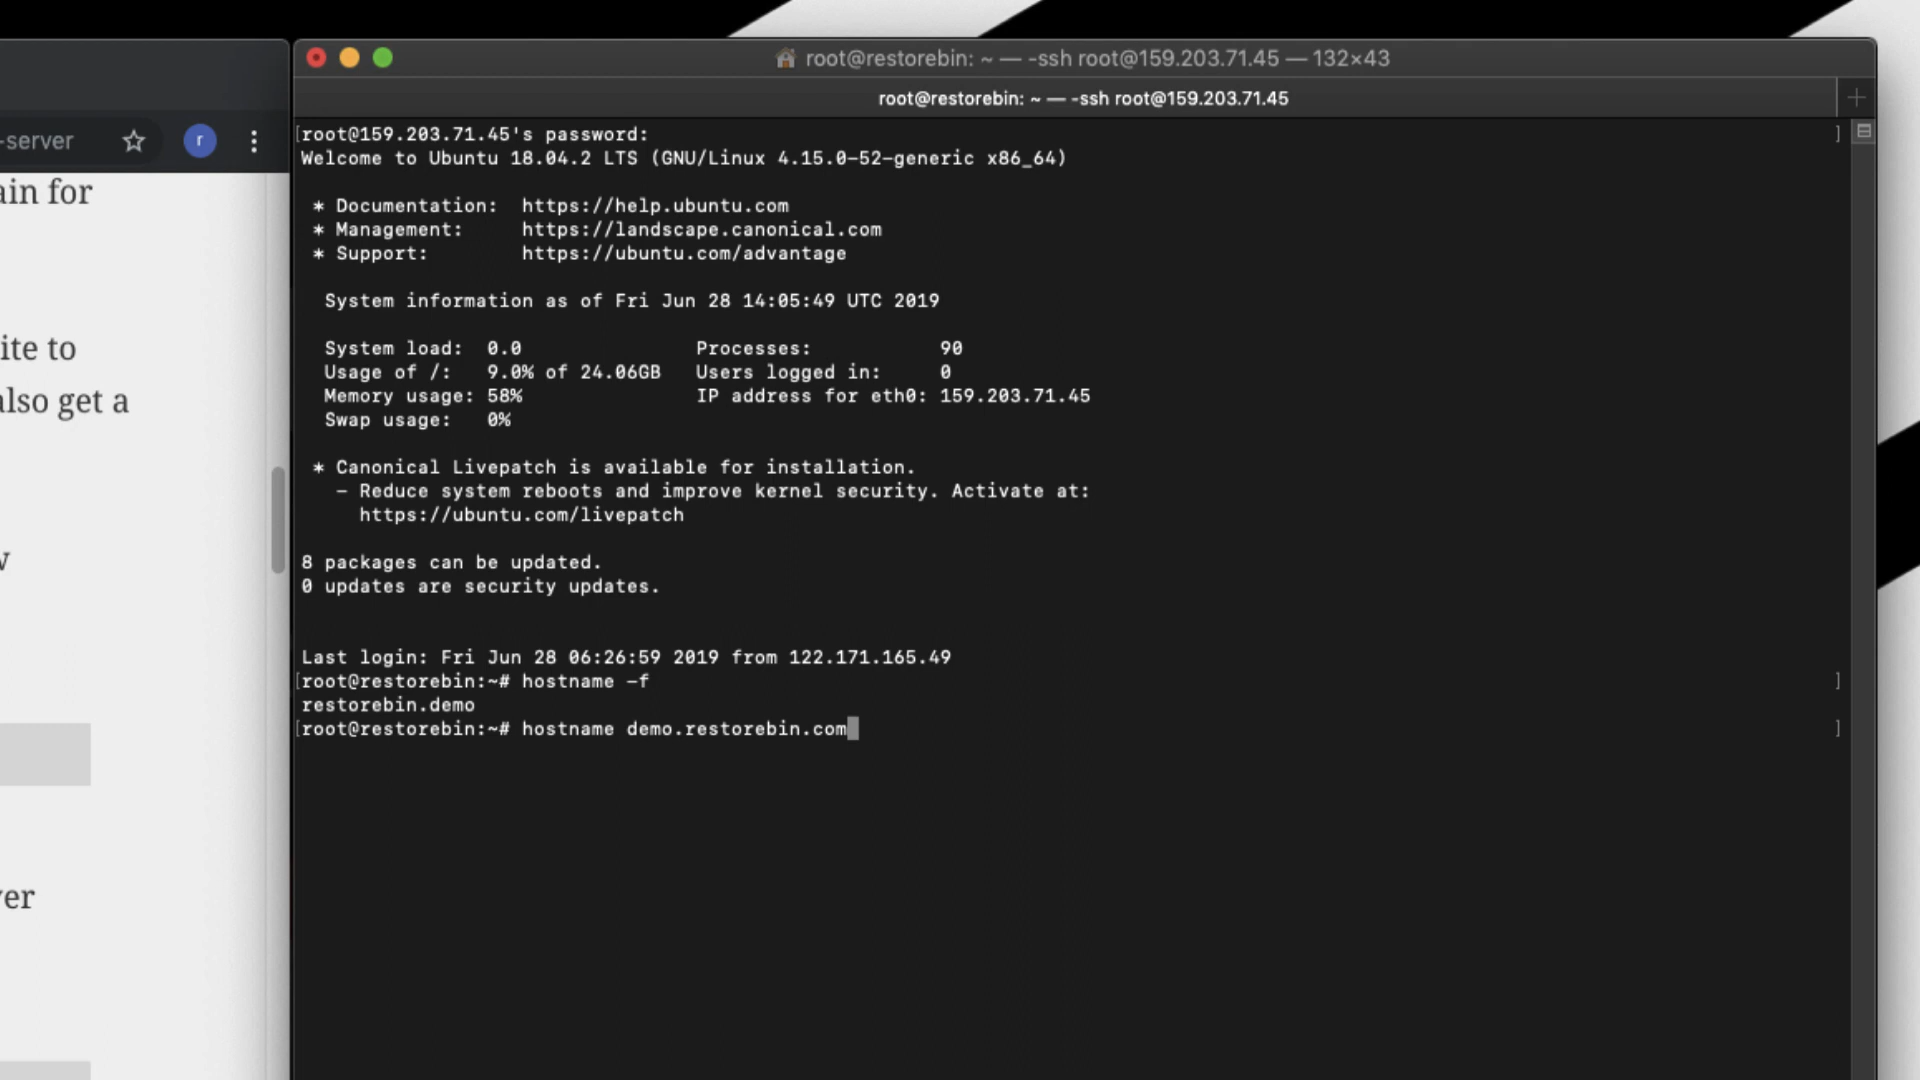 root@restorebin: ~ — -ssh root@159.203.71.45 — 132×43
root@restorebin: ~ — -ssh root@159.203.71.45
-server
r
ain for
ite to
also get a
w
ver
[root@159.203.71.45's password: ]
Welcome to Ubuntu 18.04.2 LTS (GNU/Linux 4.15.0-52-generic x86_64)
* Documentation: https://help.ubuntu.com
* Management: https://landscape.canonical.com
* Support: https://ubuntu.com/advantage
System information as of Fri Jun 28 14:05:49 UTC 2019
System load: 0.0 Processes: 90
Usage of /: 9.0% of 24.06GB Users logged in: 0
Memory usage: 58% IP address for eth0: 159.203.71.45
Swap usage: 0%
* Canonical Livepatch is available for installation.
- Reduce system reboots and improve kernel security. Activate at:
https://ubuntu.com/livepatch
8 packages can be updated.
0 updates are security updates.
Last login: Fri Jun 28 06:26:59 2019 from 122.171.165.49
[root@restorebin:~# hostname -f ]
restorebin.demo
[root@restorebin:~# hostname demo.restorebin.com ]